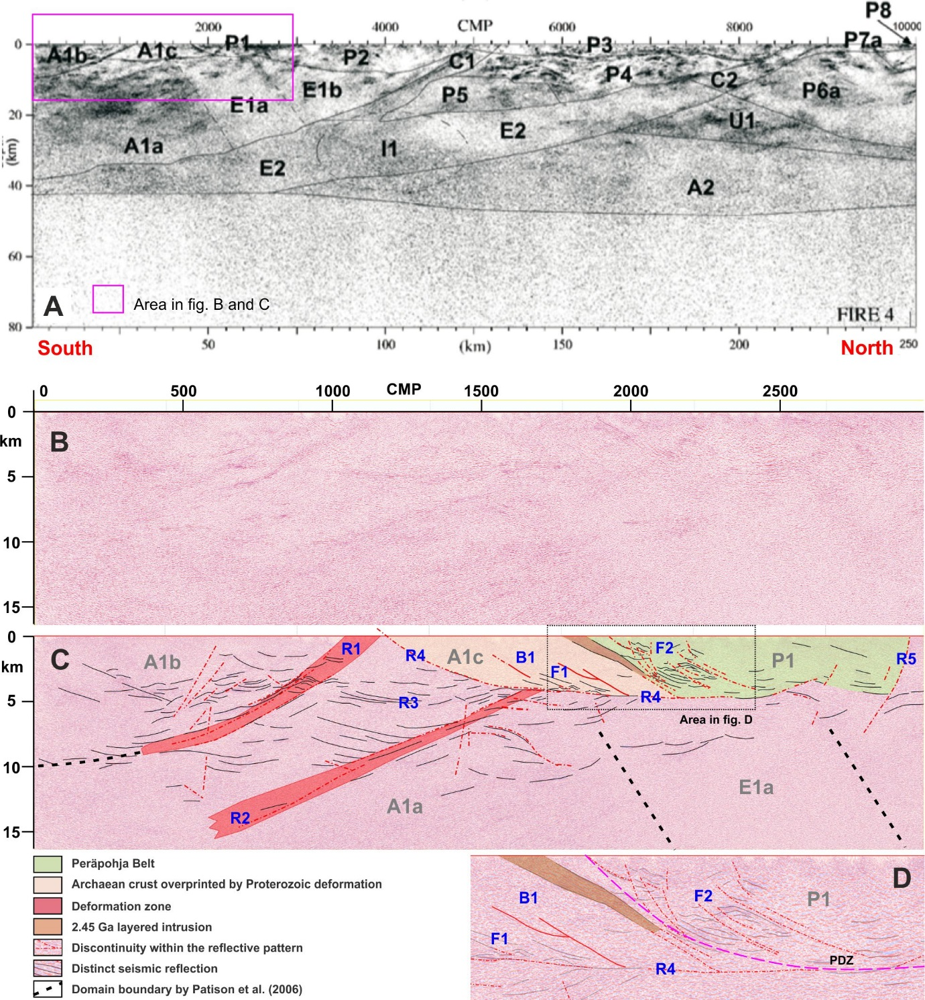 P8
2000
4000
CMP
6000
8000
10000
0
A1b
A1c
P1
P2
C1
P3
P7a
P4
C2
E1b
P5
P6a
E1a
20
E2
U1
(km)
A1a
I1
E2
A2
40
60
A
Area in fig. B and C
FIRE 4
80
South
50
100
(km)
150
200
North
250
0
500
1000
CMP
1500
2000
2500
0
km
B
5
10
15
0
C
R1
R4
A1c
B1
F2
P1
R5
A1b
km
F1
R4
5
R3
Area in fig. D
10
E1a
A1a
R2
15
Peräpohja Belt
Archaean crust overprinted by Proterozoic deformation
Deformation zone
2.45 Ga layered intrusion
Discontinuity within the reflective pattern
Distinct seismic reflection
Domain boundary by Patison et al. (2006)
D
B1
F2
P1
F1
R4
PDZ